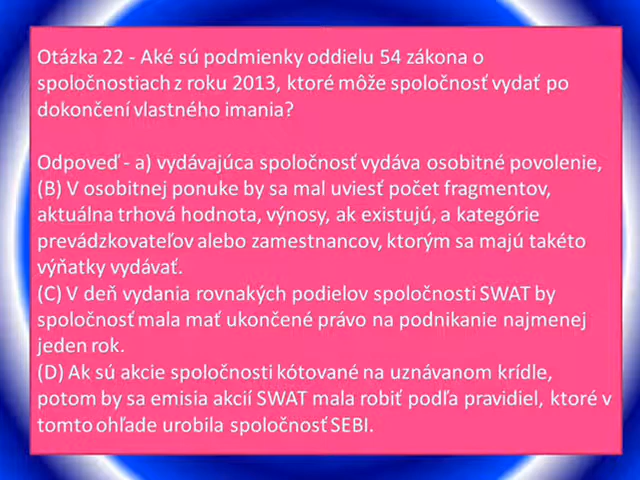 Otázka 22 - Aké sú podmienky oddielu 54 zákona o
spoločnostiach z roku 2013, ktoré môže spoločnosť vydať po
dokončení vlastného imania?
Odpoveď - a) vydávajúca spoločnosť vydáva osobitné povolenie,
(B) V osobitnej ponuke by sa mal uviesť počet fragmentov,
aktuálna trhová hodnota, výnosy, ak existujú, a kategórie
prevádzkovateľov alebo zamestnancov, ktorým sa majú takéto
výňatky vydávať.
(C) V deň vydania rovnakých podielov spoločnosti SWAT by
spoločnosť mala mať ukončené právo na podnikanie najmenej
jeden rok.
(D) Ak sú akcie spoločnosti kótované na uznávanom krídle,
potom by sa emisia akcií SWAT mala robiť podľa pravidiel, ktoré v
tomto ohľade urobila spoločnosť SEBI.